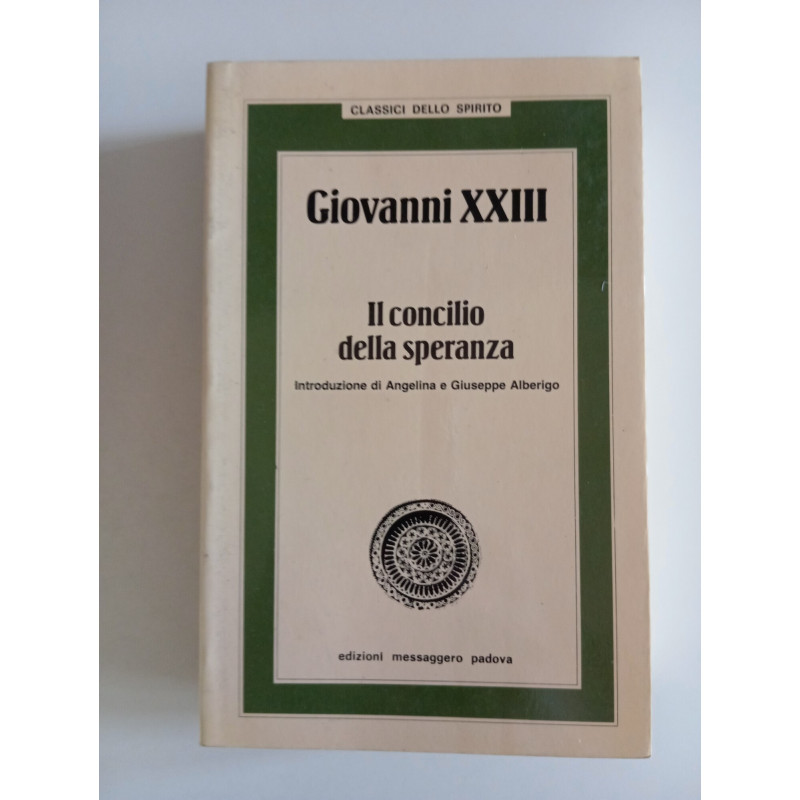 CLASSICI DELLO SPIRITO
Giovanni XXIII
Il concilio
della speranza
Introduzione di Angelina e Giuseppe Alberigo
edizioni messaggero padova